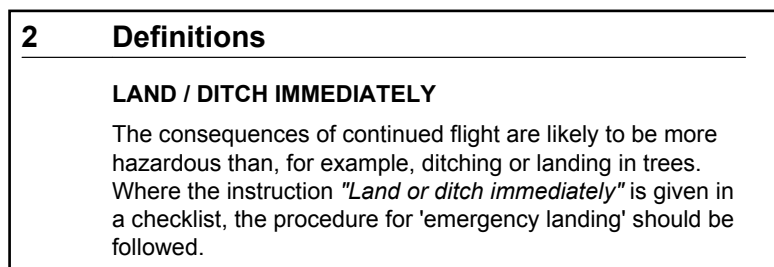 2 Definitions
LAND / DITCH IMMEDIATELY
The consequences of continued flight are likely to be more
hazardous than, for example, ditching or landing in trees.
Where the instruction "Land or ditch immediately" is given in
a checklist, the procedure for 'emergency landing' should be
followed.